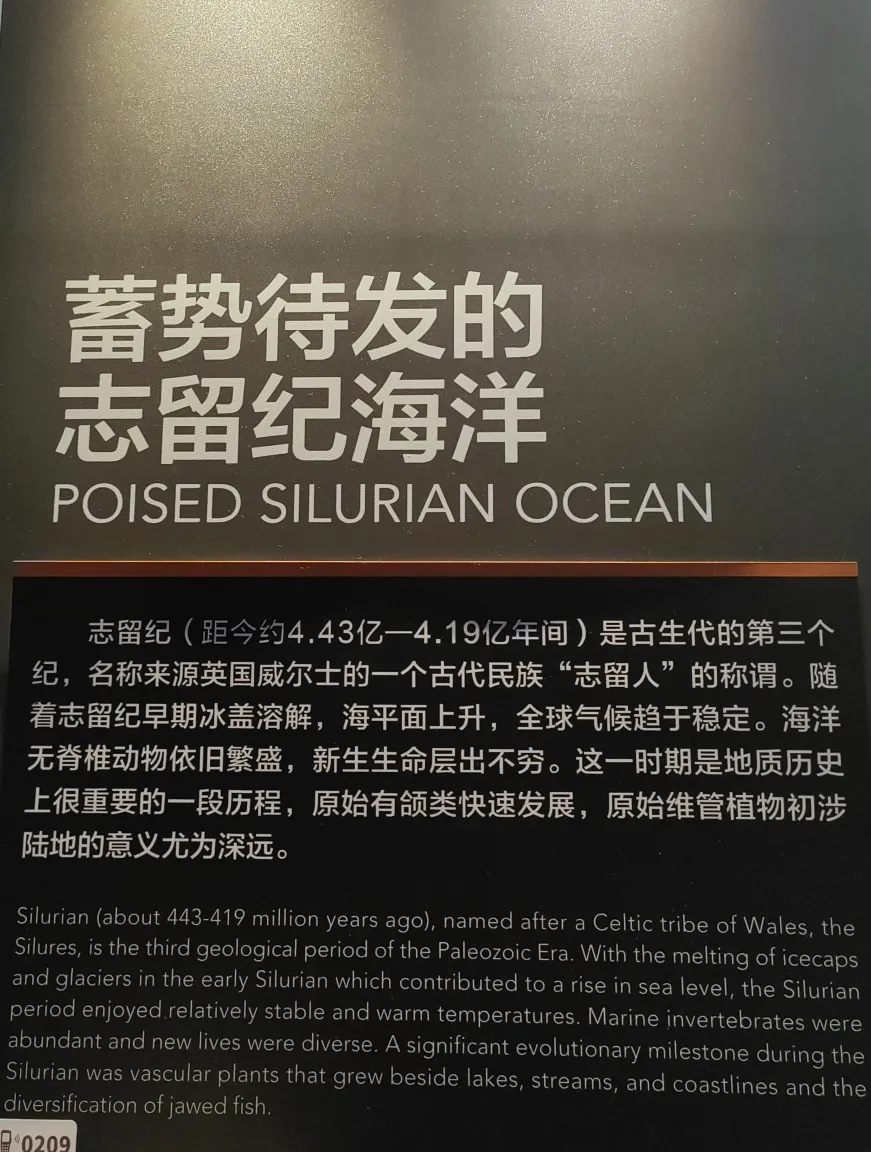 蓄势待发的
志留纪海洋
POISED SILURIAN OCEAN
志留纪（距今约4.43亿—4.19亿年间）是古生代的第三个
纪，名称来源英国威尔士的一个古代民族“志留人”的称谓。随
着志留纪早期冰盖溶解，海平面上升，全球气候趋于稳定。海洋
无脊椎动物依旧繁盛，新生生命层出不穷。这一时期是地质历史
上很重要的一段历程，原始有颌类快速发展，原始维管植物初涉
陆地的意义尤为深远。
Silurian (about 443-419 million years ago), named after a Celtic tribe of Wales, the
Silures, is the third geological period of the Paleozoic Era. With the melting of icecaps
and glaciers in the early Silurian which contributed to a rise in sea level, the Silurian
period enjoyed relatively stable and warm temperatures. Marine invertebrates were
abundant and new lives were diverse. A significant evolutionary milestone during the
Silurian was vascular plants that grew beside lakes, streams, and coastlines and the
diversification of jawed fish.
0209